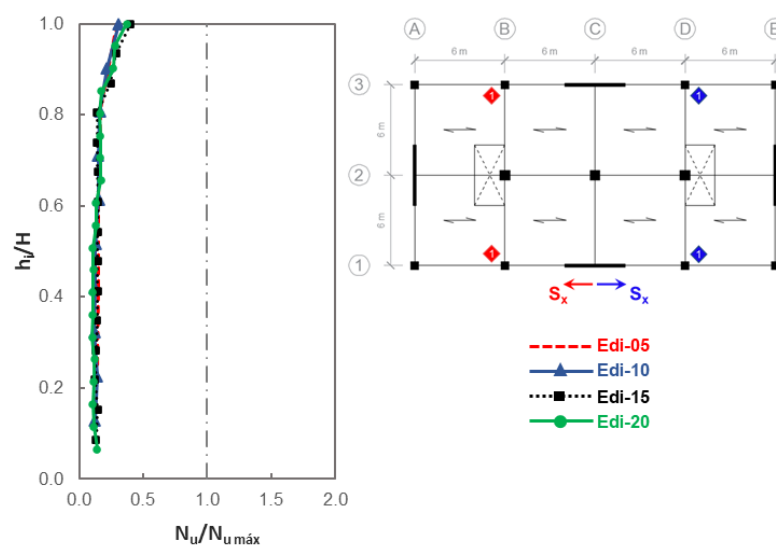 1.0
0.8
0.6
0.4
0.2
0.0
0.0 0.5 1.0 1.5 2.0
hi/H
Nu/Nu máx
A B C D E
6 m 6 m 6 m 6 m
3
2
1
6 m
6 m
1 1
1 1
Sx Sx
Edi-05
Edi-10
Edi-15
Edi-20